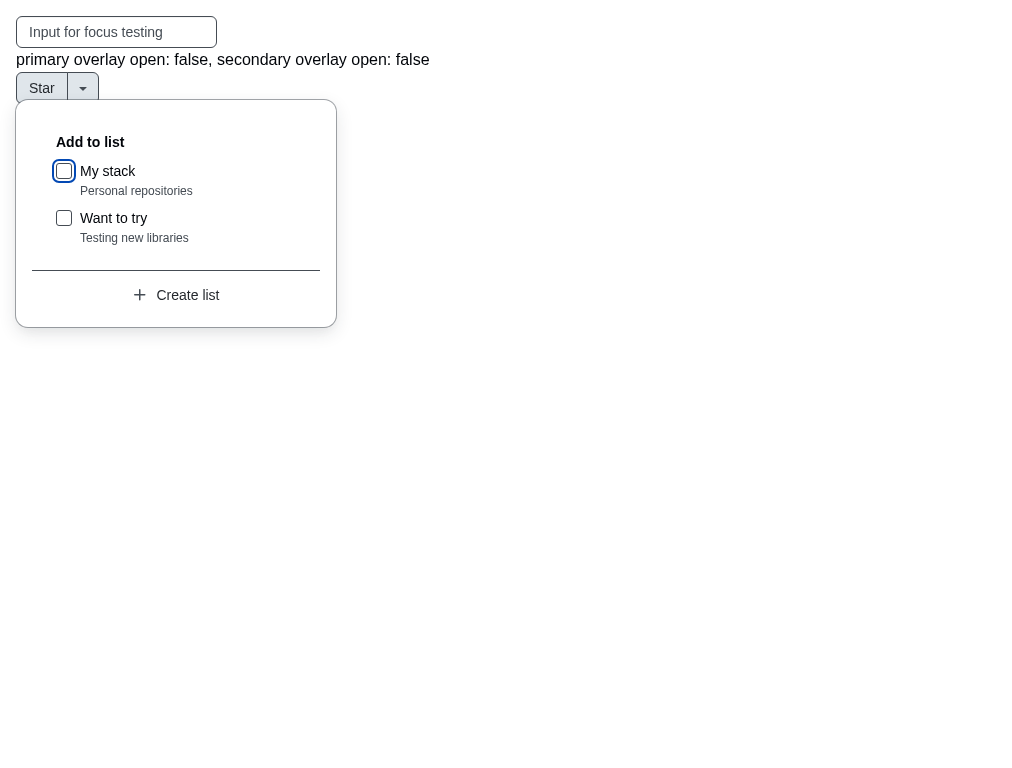 Input for focus testing
primary overlay open: false, secondary overlay open: false
Star
Add to list
My stack
Personal repositories
Want to try
Testing new libraries
Create list